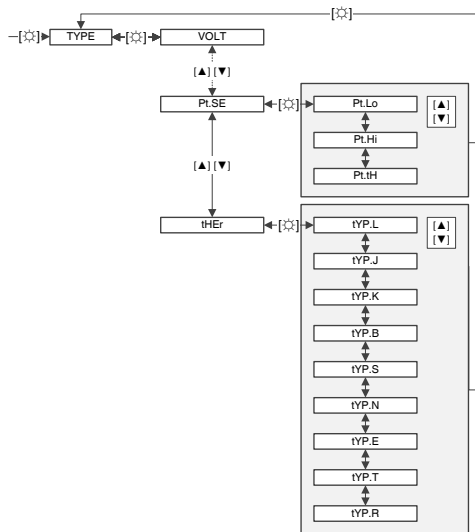 [☼]
[☼] TYPE [☼] VOLT
[▲] [▼]
Pt.SE [☼] Pt.Lo [▲]
[▼]
Pt.Hi
[▲] [▼]
Pt.tH
tHEr [☼] tYP.L [▲]
[▼]
tYP.J
tYP.K
tYP.B
tYP.S
tYP.N
tYP.E
tYP.T
tYP.R